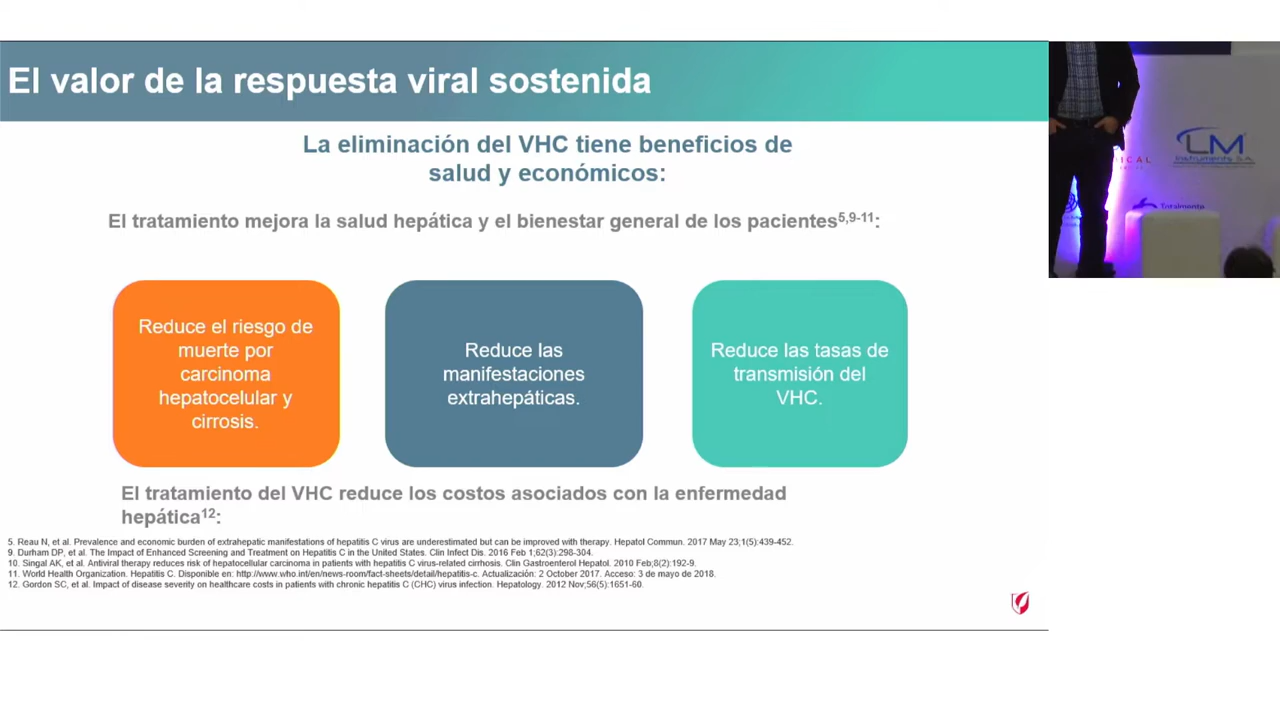 El valor de la respuesta viral sostenida
La eliminación del VHC tiene beneficios de
salud y económicos:
El tratamiento mejora la salud hepática y el bienestar general de los pacientes5,9-11:
Reduce el riesgo de
muerte por
carcinoma
hepatocelular y
cirrosis.
Reduce las
manifestaciones
extrahepáticas.
Reduce las tasas de
transmisión del
VHC.
El tratamiento del VHC reduce los costos asociados con la enfermedad
hepática12:
5. Reau N, et al. Prevalence and economic burden of extrahepatic manifestations of hepatitis C virus are underestimated but can be improved with therapy. Hepatol Commun. 2017 May 23;1(5):439-452.
9. Durham DP, et al. The Impact of Enhanced Screening and Treatment on Hepatitis C in the United States. Clin Infect Dis. 2016 Feb 1;62(3):298-304.
10. Singal AK, et al. Antiviral therapy reduces risk of hepatocellular carcinoma in patients with hepatitis C virus-related cirrhosis. Clin Gastroenterol Hepatol. 2010 Feb;8(2):192-9.
11. World Health Organization. Hepatitis C. Disponible en: http://www.who.int/en/news-room/fact-sheets/detail/hepatitis-c. Actualización: 2 October 2017. Acceso: 3 de mayo de 2018.
12. Gordon SC, et al. Impact of disease severity on healthcare costs in patients with chronic hepatitis C (CHC) virus infection. Hepatology. 2012 Nov;56(5):1651-60.
LM
Instruments S.A.
ICAL
Totalmente